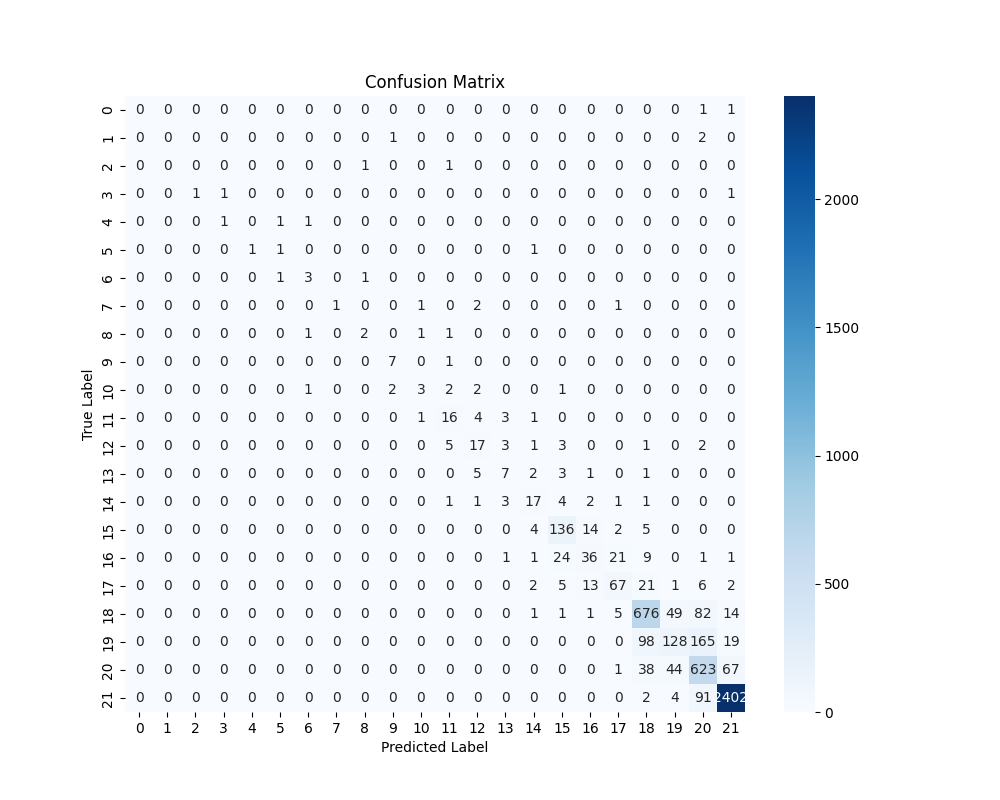 Confusion Matrix
0 0 0 0 0 0 0 0 0 0 0 0 0 0 0 0 0 0 0 0 0 1 1
1 0 0 0 0 0 0 0 0 0 1 0 0 0 0 0 0 0 0 0 0 2 0
2 0 0 0 0 0 0 0 0 1 0 0 1 0 0 0 0 0 0 0 0 0 0
3 0 0 1 1 0 0 0 0 0 0 0 0 0 0 0 0 0 0 0 0 0 1
4 0 0 0 1 0 1 1 0 0 0 0 0 0 0 0 0 0 0 0 0 0 0
5 0 0 0 0 1 1 0 0 0 0 0 0 0 0 1 0 0 0 0 0 0 0
6 0 0 0 0 0 1 3 0 1 0 0 0 0 0 0 0 0 0 0 0 0 0
7 0 0 0 0 0 0 0 1 0 0 1 0 2 0 0 0 0 1 0 0 0 0
8 0 0 0 0 0 0 1 0 2 0 1 1 0 0 0 0 0 0 0 0 0 0
9 0 0 0 0 0 0 0 0 0 7 0 1 0 0 0 0 0 0 0 0 0 0
10 0 0 0 0 0 0 1 0 0 2 3 2 2 0 0 1 0 0 0 0 0 0
11 0 0 0 0 0 0 0 0 0 0 1 16 4 3 1 0 0 0 0 0 0 0
12 0 0 0 0 0 0 0 0 0 0 0 5 17 3 1 3 0 0 1 0 2 0
13 0 0 0 0 0 0 0 0 0 0 0 0 5 7 2 3 1 0 1 0 0 0
14 0 0 0 0 0 0 0 0 0 0 0 1 1 3 17 4 2 1 1 0 0 0
15 0 0 0 0 0 0 0 0 0 0 0 0 0 0 4 136 14 2 5 0 0 0
16 0 0 0 0 0 0 0 0 0 0 0 0 0 1 1 24 36 21 9 0 1 1
17 0 0 0 0 0 0 0 0 0 0 0 0 0 0 2 5 13 67 21 1 6 2
18 0 0 0 0 0 0 0 0 0 0 0 0 0 0 1 1 1 5 676 49 82 14
19 0 0 0 0 0 0 0 0 0 0 0 0 0 0 0 0 0 0 98 128 165 19
20 0 0 0 0 0 0 0 0 0 0 0 0 0 0 0 0 0 1 38 44 623 67
21 0 0 0 0 0 0 0 0 0 0 0 0 0 0 0 0 0 0 2 4 91 2402
0 1 2 3 4 5 6 7 8 9 10 11 12 13 14 15 16 17 18 19 20 21
Predicted Label
True Label
2000
1500
1000
500
0